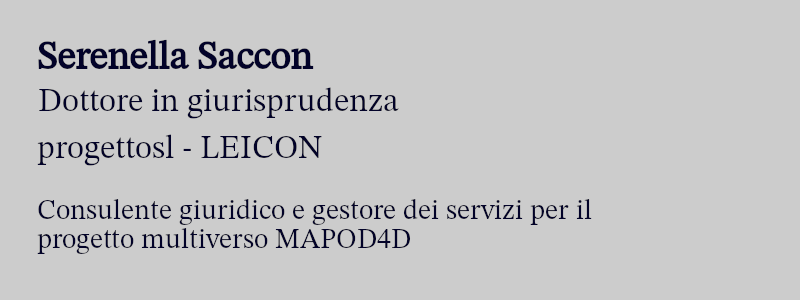 Serenella Saccon
Dottore in giurisprudenza
progettosl - LEICON
Consulente giuridico e gestore dei servizi per il
progetto multiverso MAPOD4D